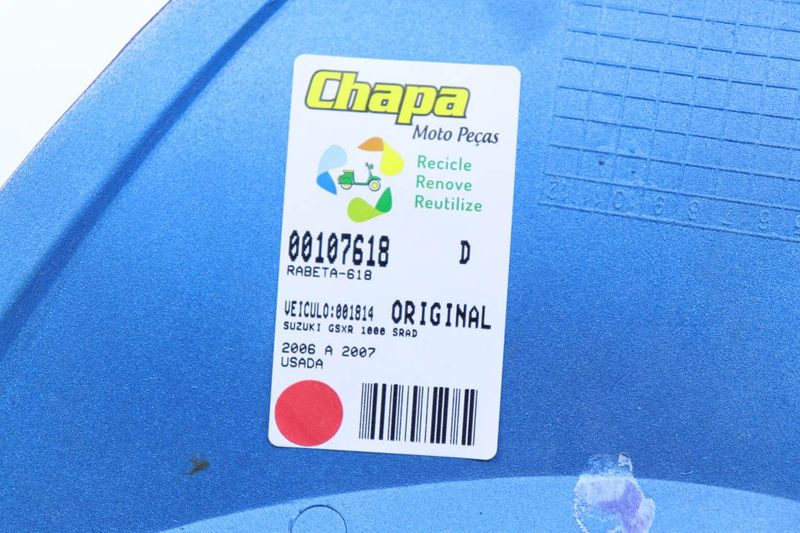 Chapa
Moto Peças
Recicle
Renove
Reutilize
00107618 D
RABETA-618
VEICULO:001814 ORIGINAL
SUZUKI GSXR 1000 SRAD
2006 A 2007
USADA